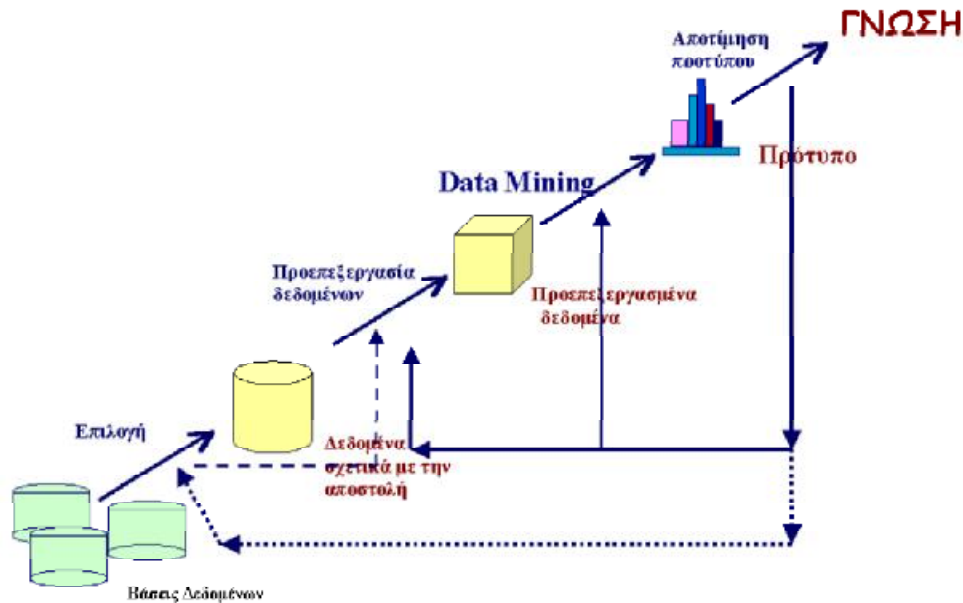 ΓΝΩΣΗ
Αποτίμηση
προτύπου
Πρότυπο
Data Mining
Προεπεξεργασία
δεδομένων
Προεπεξεργασμένα
δεδομένα
Επιλογή
Δεδομένα
σχετικά με την
αποστολή
Βάσεις Δεδομένων